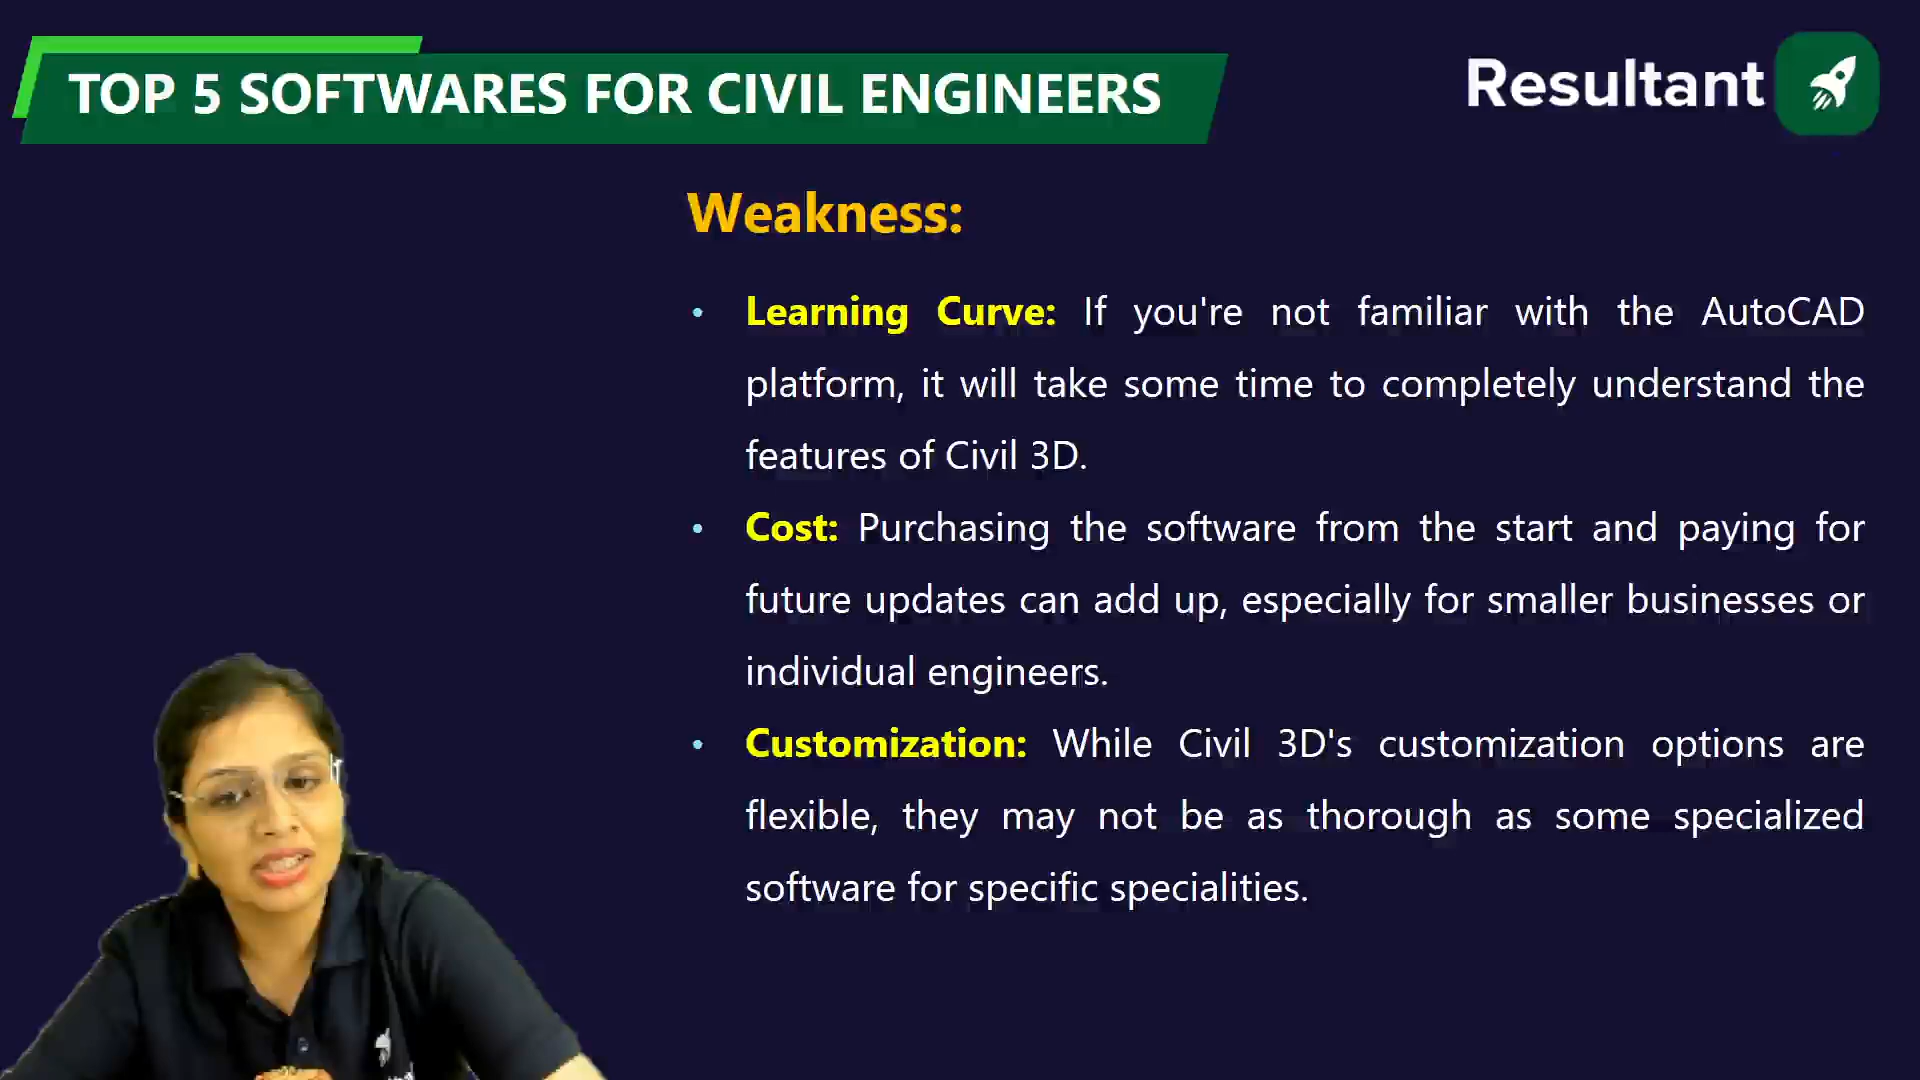 TOP 5 SOFTWARES FOR CIVIL ENGINEERS
Resultant
Weakness:
• Learning Curve: If you're not familiar with the AutoCAD
platform, it will take some time to completely understand the
features of Civil 3D.
• Cost: Purchasing the software from the start and paying for
future updates can add up, especially for smaller businesses or
individual engineers.
• Customization: While Civil 3D's customization options are
flexible, they may not be as thorough as some specialized
software for specific specialities.